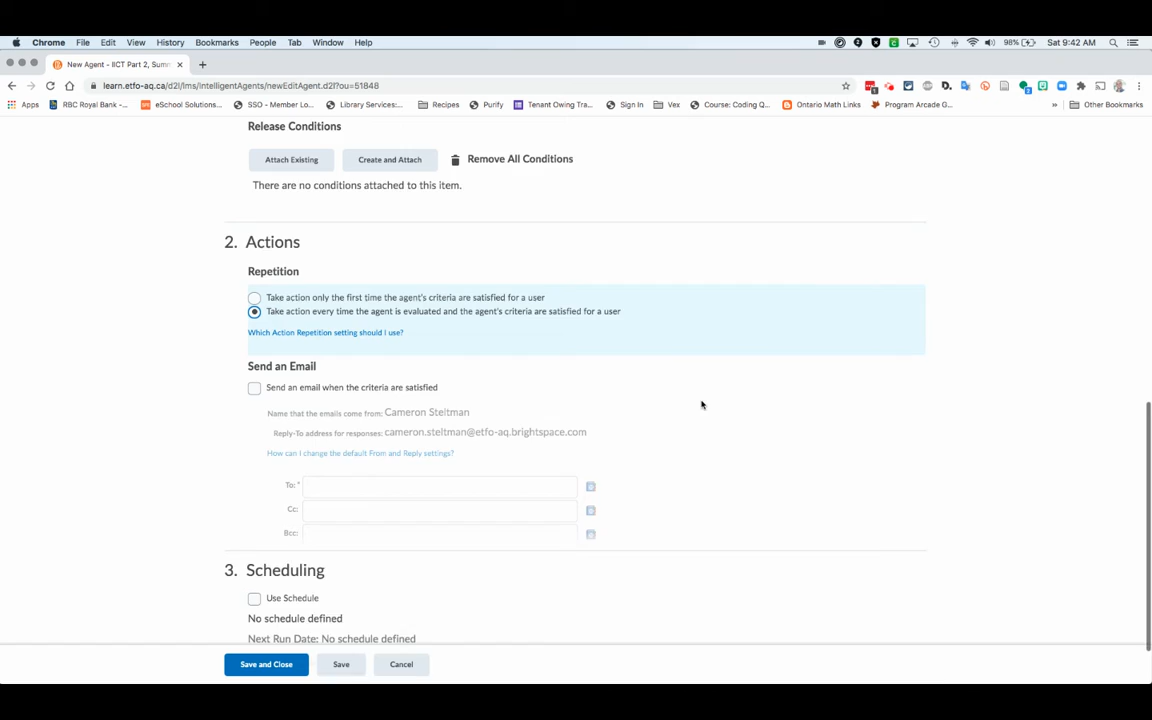 Chrome File Edit View History Bookmarks People Tab Window Help 98% Sat 9:42 AM
New Agent - IICT Part 2, Sum
learn.etfo-aq.ca/d2l/lms/intelligentAgents/newEditAgent.d2l?ou=51848
Apps RBC Royal Bank -... eSchool Solutions... SSO - Member Lo... Library Services:... Recipes Purify Tenant Owing Tra... Sign In Vex Course: Coding Q... Ontario Math Links Program Arcade G... » Other Bookmarks
Release Conditions
Attach Existing Create and Attach Remove All Conditions
There are no conditions attached to this item.
2. Actions
Repetition
Take action only the first time the agent's criteria are satisfied for a user
Take action every time the agent is evaluated and the agent's criteria are satisfied for a user
Which Action Repetition setting should I use?
Send an Email
Send an email when the criteria are satisfied
Name that the emails come from: Cameron Steltman
Reply-To address for responses: cameron.steltman@etfo-aq.brightspace.com
How can I change the default From and Reply settings?
To: *
Cc:
Bcc:
3. Scheduling
Use Schedule
No schedule defined
Next Run Date: No schedule defined
Save and Close Save Cancel